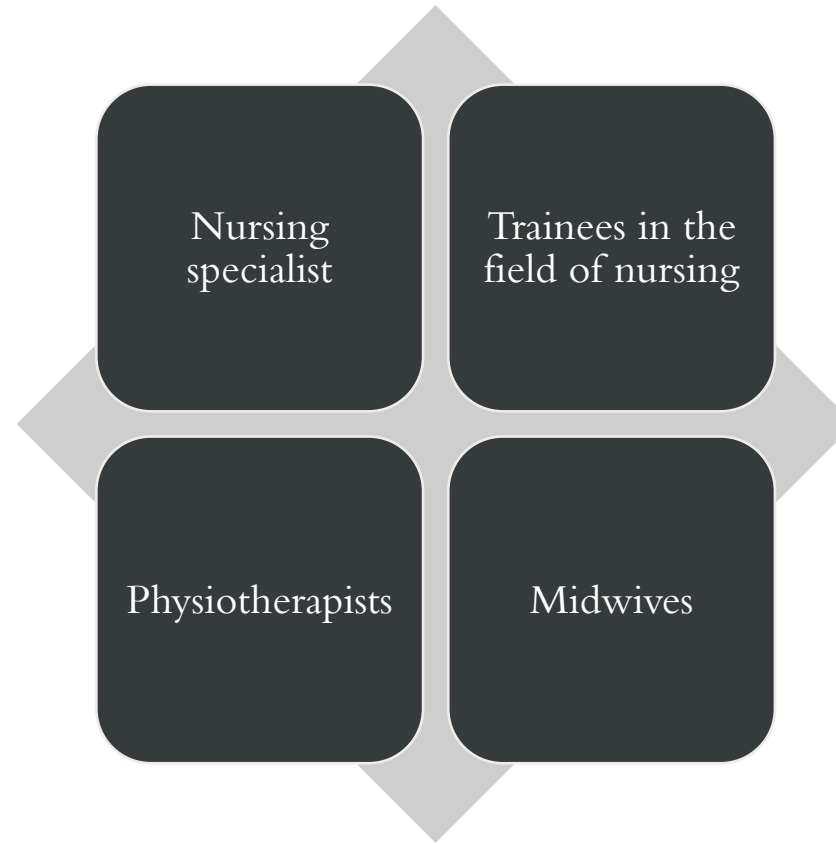 Nursing
specialist
Trainees in the
field of nursing
Physiotherapists
Midwives